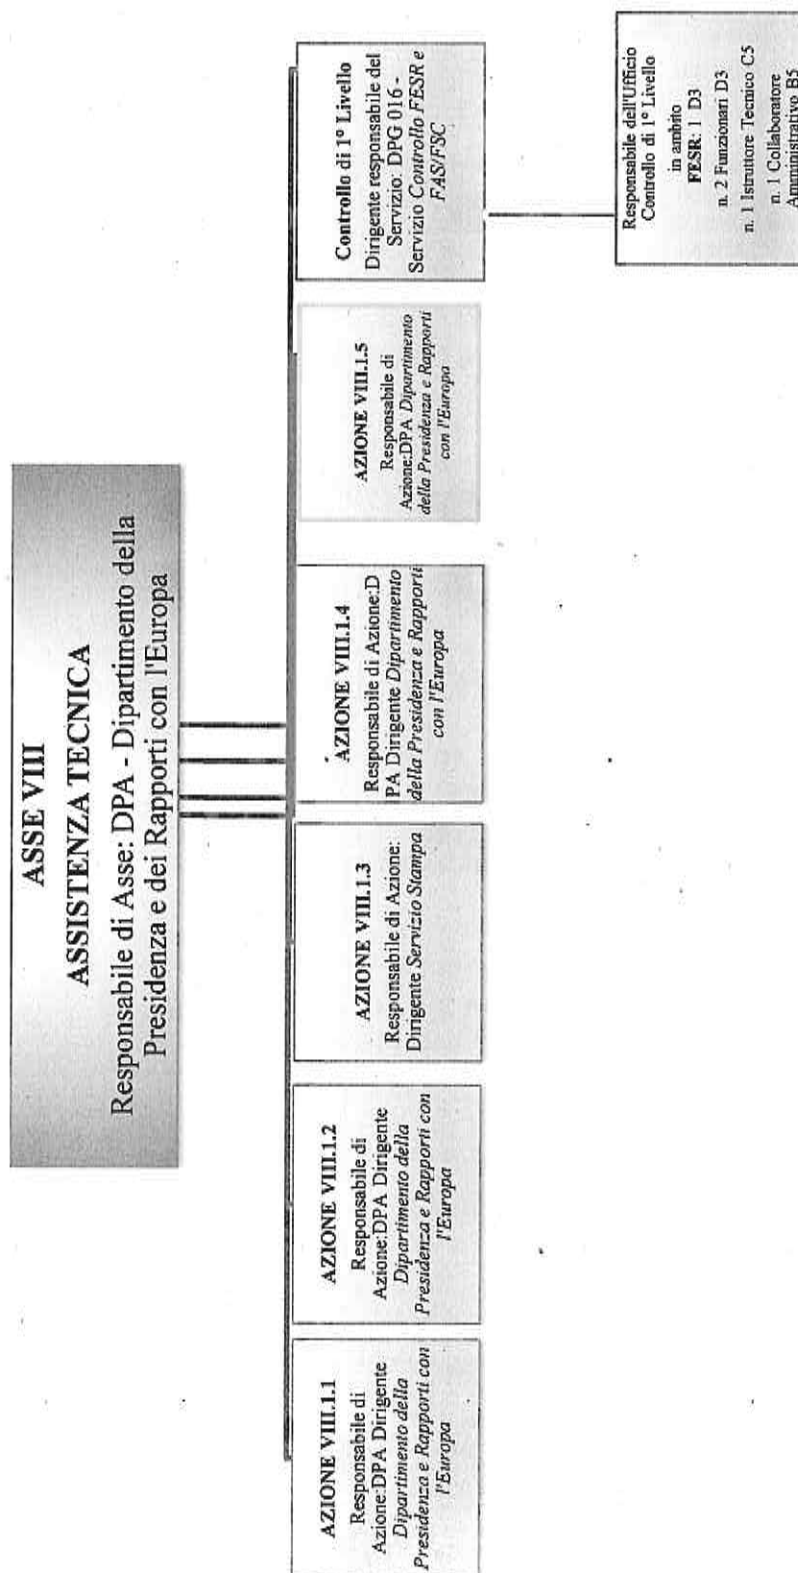 ASSE VIII
ASSISTENZA TECNICA
Responsabile di Asse: DPA - Dipartimento della
Presidenza e dei Rapporti con l'Europa
AZIONE VIII.1.1
Responsabile di
Azione:DPA Dirigente
Dipartimento della
Presidenza e Rapporti con
l'Europa
AZIONE VIII.1.2
Responsabile di
Azione:DPA Dirigente
Dipartimento della
Presidenza e Rapporti con
l'Europa
AZIONE VIII.1.3
Responsabile di Azione:
Dirigente Servizio Stampa
AZIONE VIII.1.4
Responsabile di Azione:D
PA Dirigente Dipartimento
della Presidenza e Rapporti
con l'Europa
AZIONE VIII.1.5
Responsabile di
Azione:DPA Dipartimento
della Presidenza e Rapporti
con l'Europa
Controllo di 1° Livello
Dirigente responsabile del
Servizio: DPG 016 -
Servizio Controllo FESR e
FAS/FSC
Responsabile dell'Ufficio
Controllo di 1° Livello
in ambito
FESR: 1 D3
n. 2 Funzionari D3
n. 1 Istruttore Tecnico C5
n. 1 Collaboratore
Amministrativo B5